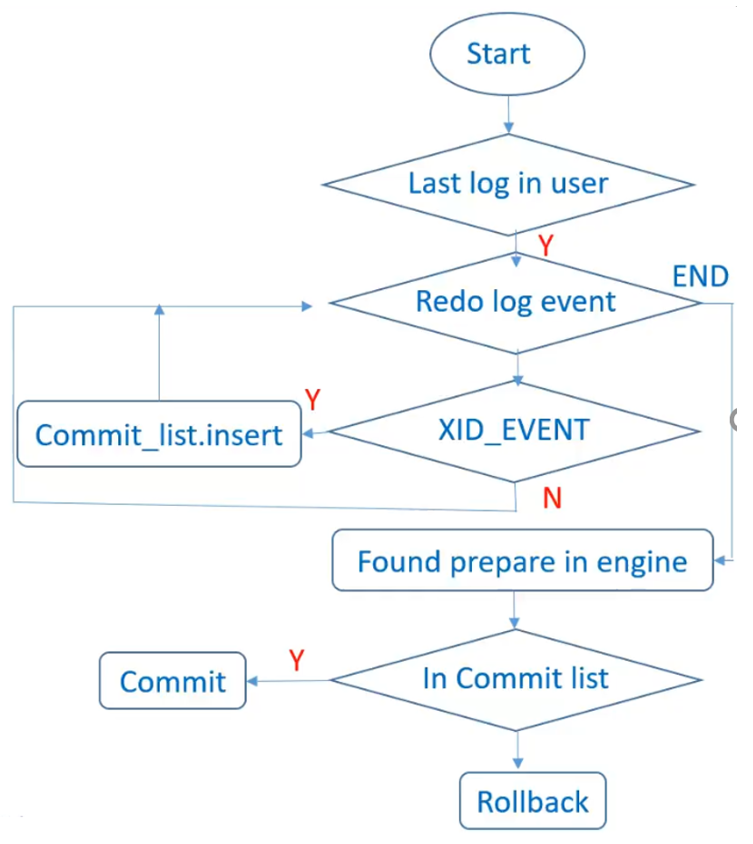 Start
Last log in user
Y
END
Redo log event
Y
Commit_list.insert
XID_EVENT
N
Found prepare in engine
Y
In Commit list
Commit
Rollback